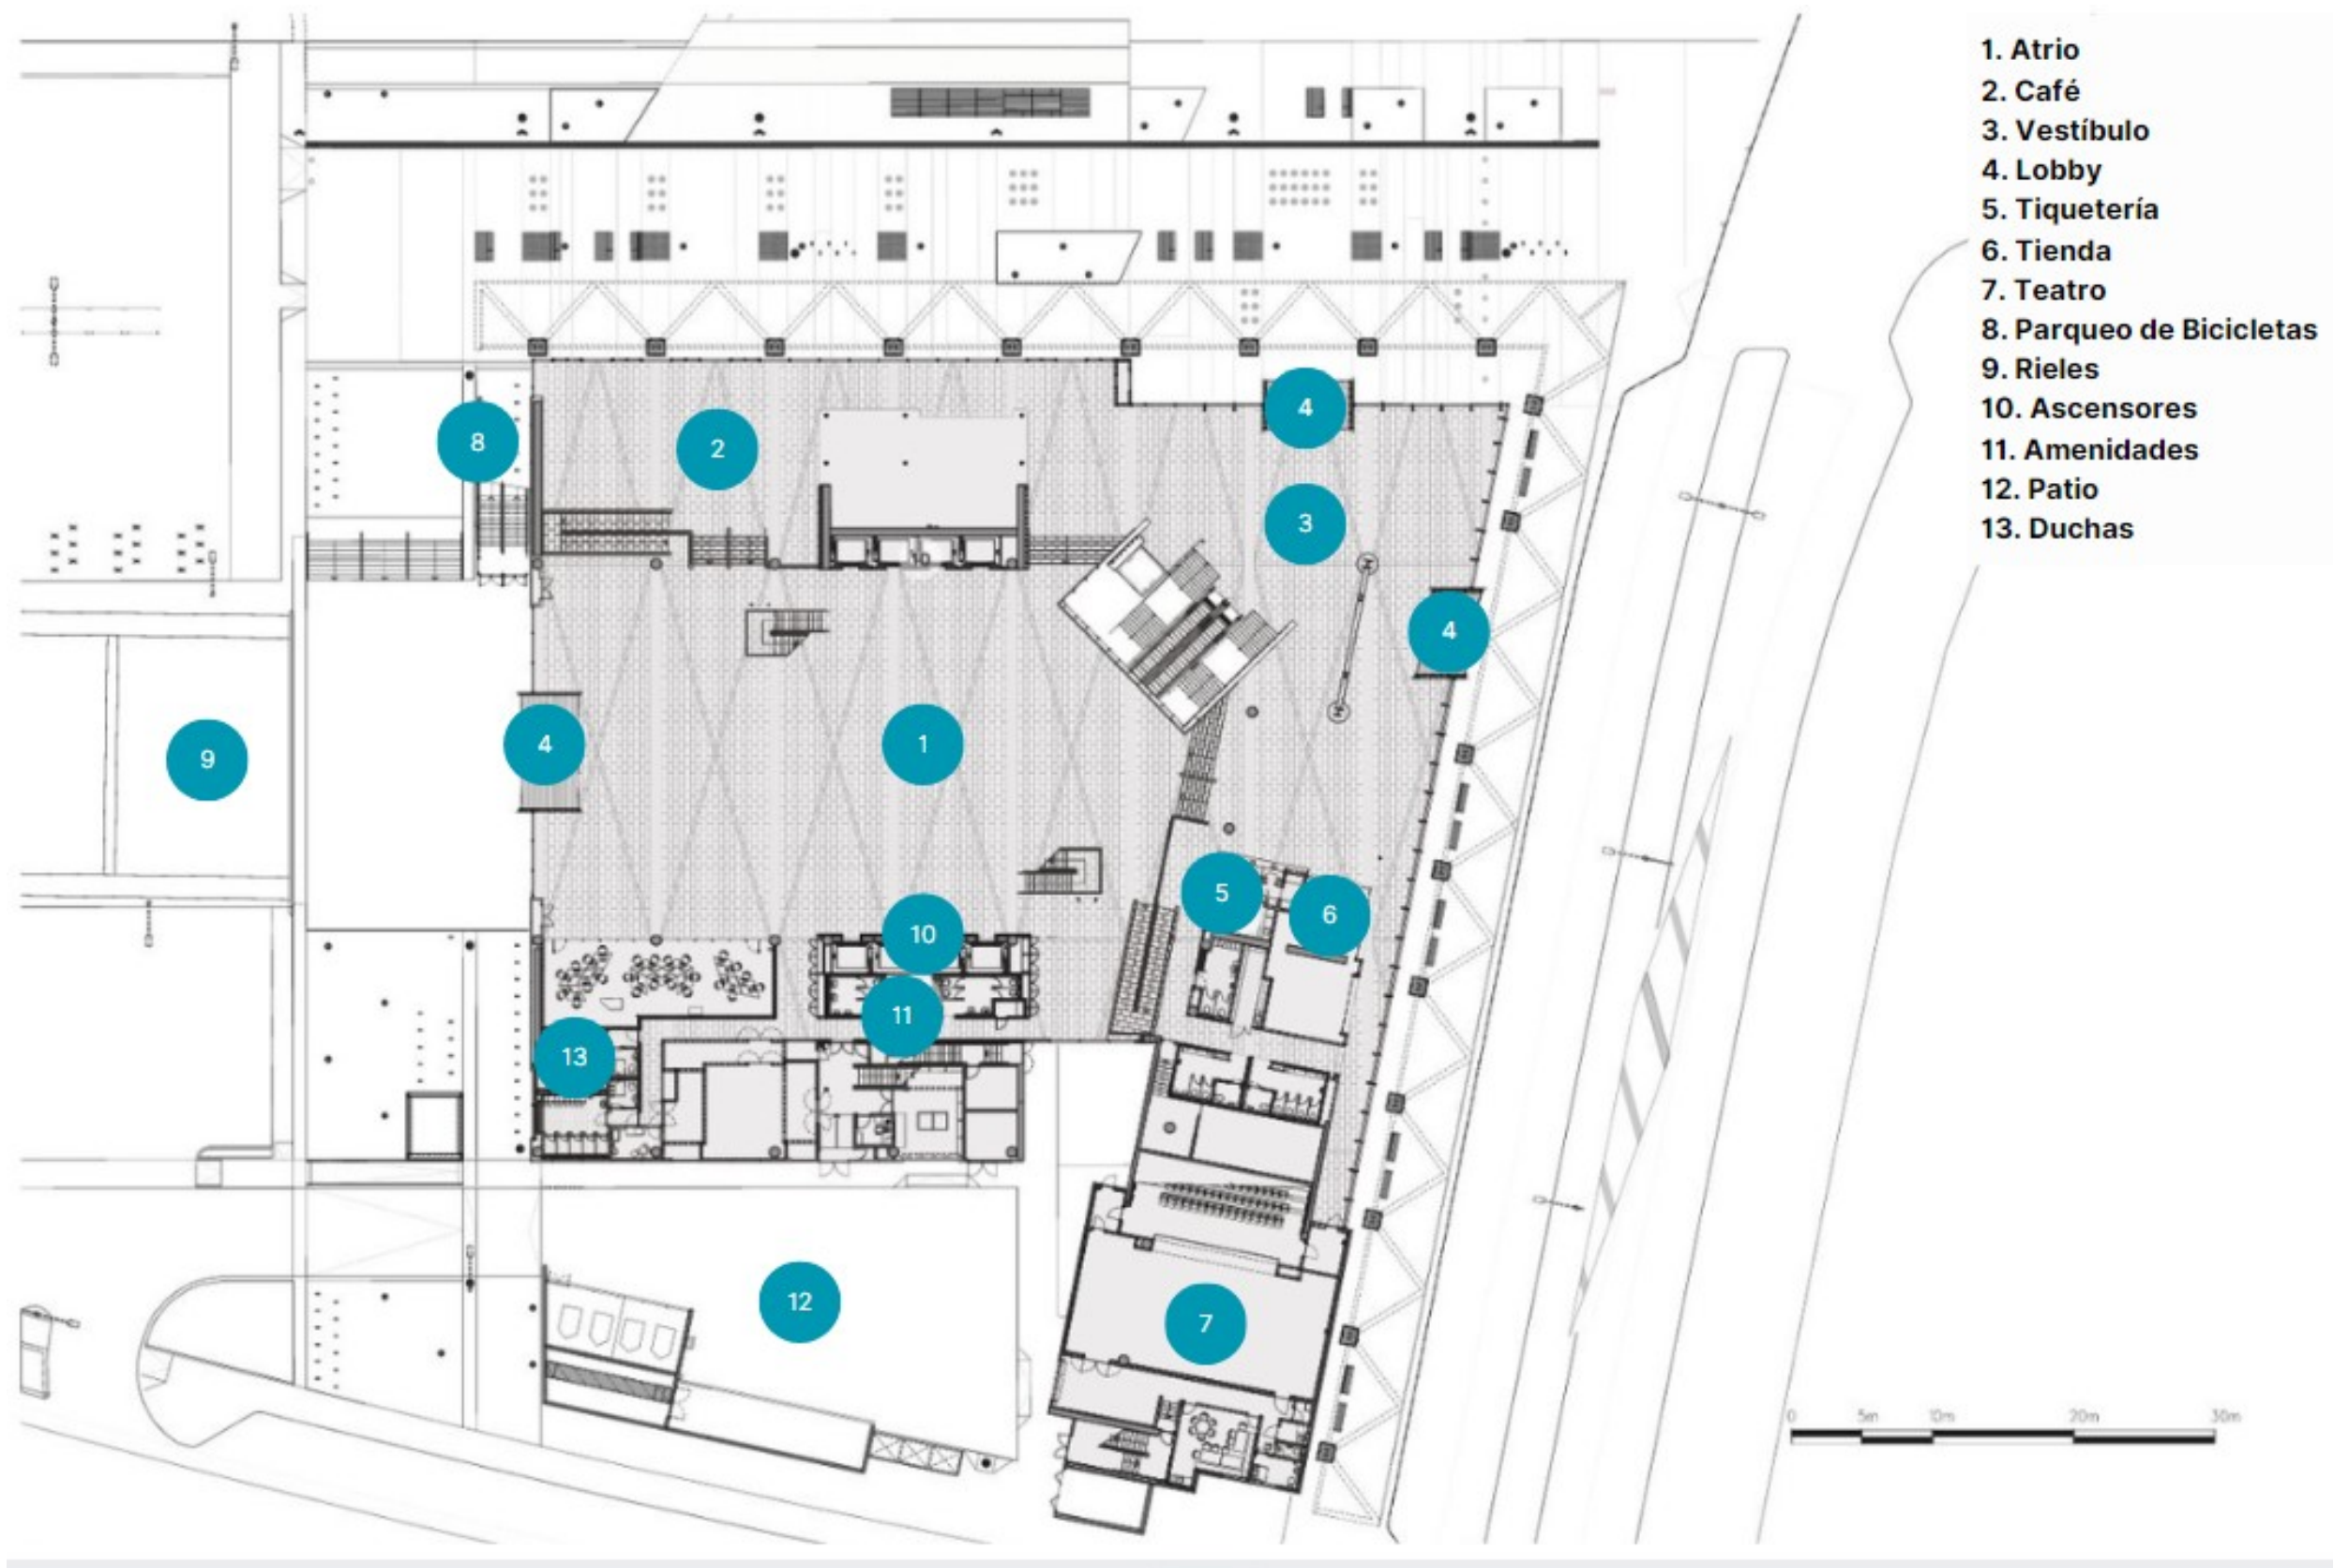 1. Atrio
2. Café
3. Vestíbulo
4. Lobby
5. Tiquetería
6. Tienda
7. Teatro
8. Parqueo de Bicicletas
9. Rieles
10. Ascensores
11. Amenidades
12. Patio
13. Duchas
4
8
2
3
4
4
1
9
5
6
10
11
13
12
7
0 5m 10m 20m 30m